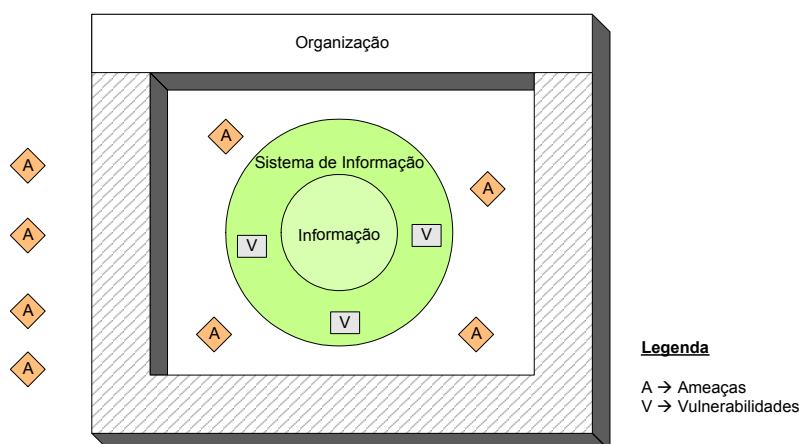 Organização
A
A
Sistema de Informação
A
A
Informação
V
V
A
A
V
A
A
A
Legenda
A → Ameaças
V → Vulnerabilidades